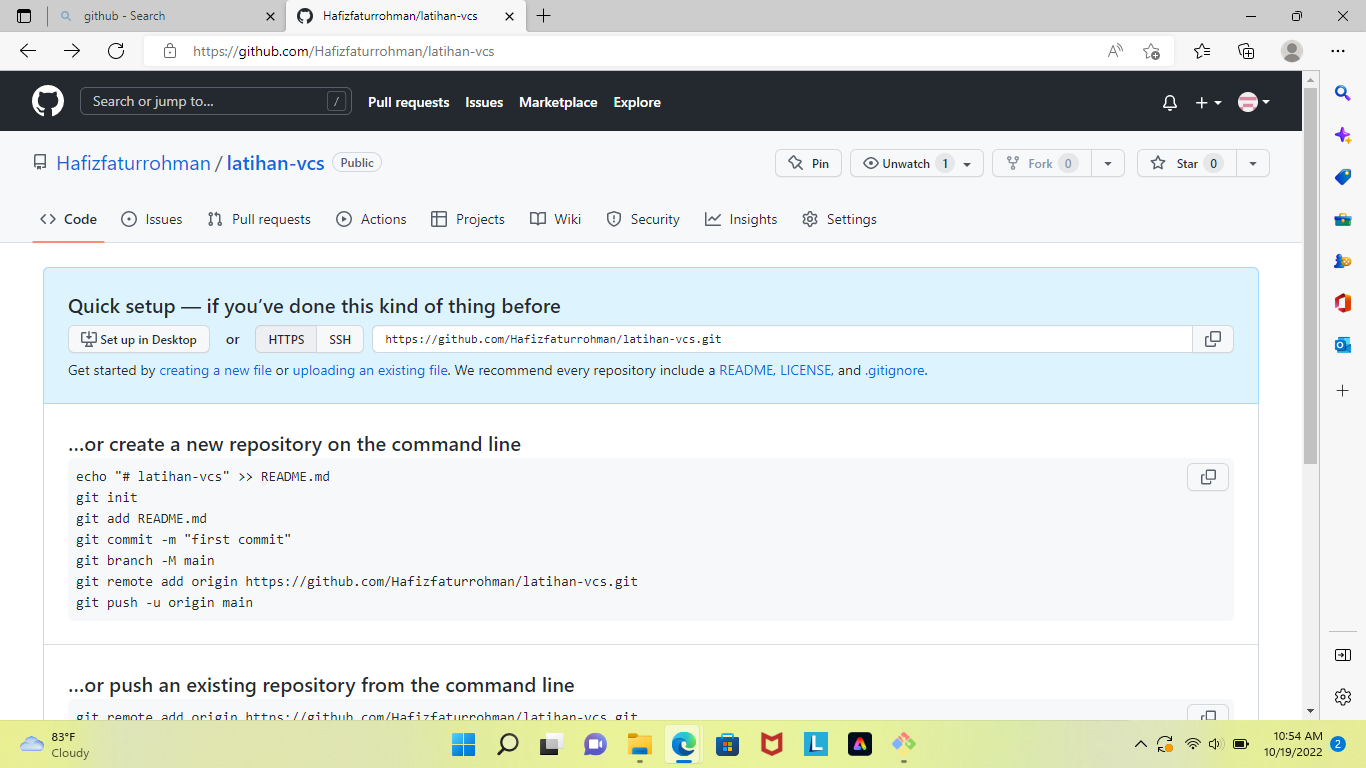 github - Search
Hafizfaturrohman/latihan-vcs
https://github.com/Hafizfaturrohman/latihan-vcs
Search or jump to... /
Pull requests Issues Marketplace Explore
Hafizfaturrohman / latihan-vcs Public
Pin Unwatch 1 Fork 0 Star 0
Code Issues Pull requests Actions Projects Wiki Security Insights Settings
Quick setup — if you’ve done this kind of thing before
Set up in Desktop or HTTPS SSH https://github.com/Hafizfaturrohman/latihan-vcs.git
Get started by creating a new file or uploading an existing file. We recommend every repository include a README, LICENSE, and .gitignore.
…or create a new repository on the command line
echo "# latihan-vcs" >> README.md
git init
git add README.md
git commit -m "first commit"
git branch -M main
git remote add origin https://github.com/Hafizfaturrohman/latihan-vcs.git
git push -u origin main
…or push an existing repository from the command line
git remote add origin https://github.com/Hafizfaturrohman/latihan-vcs.git
83°F
Cloudy
10:54 AM
10/19/2022
2